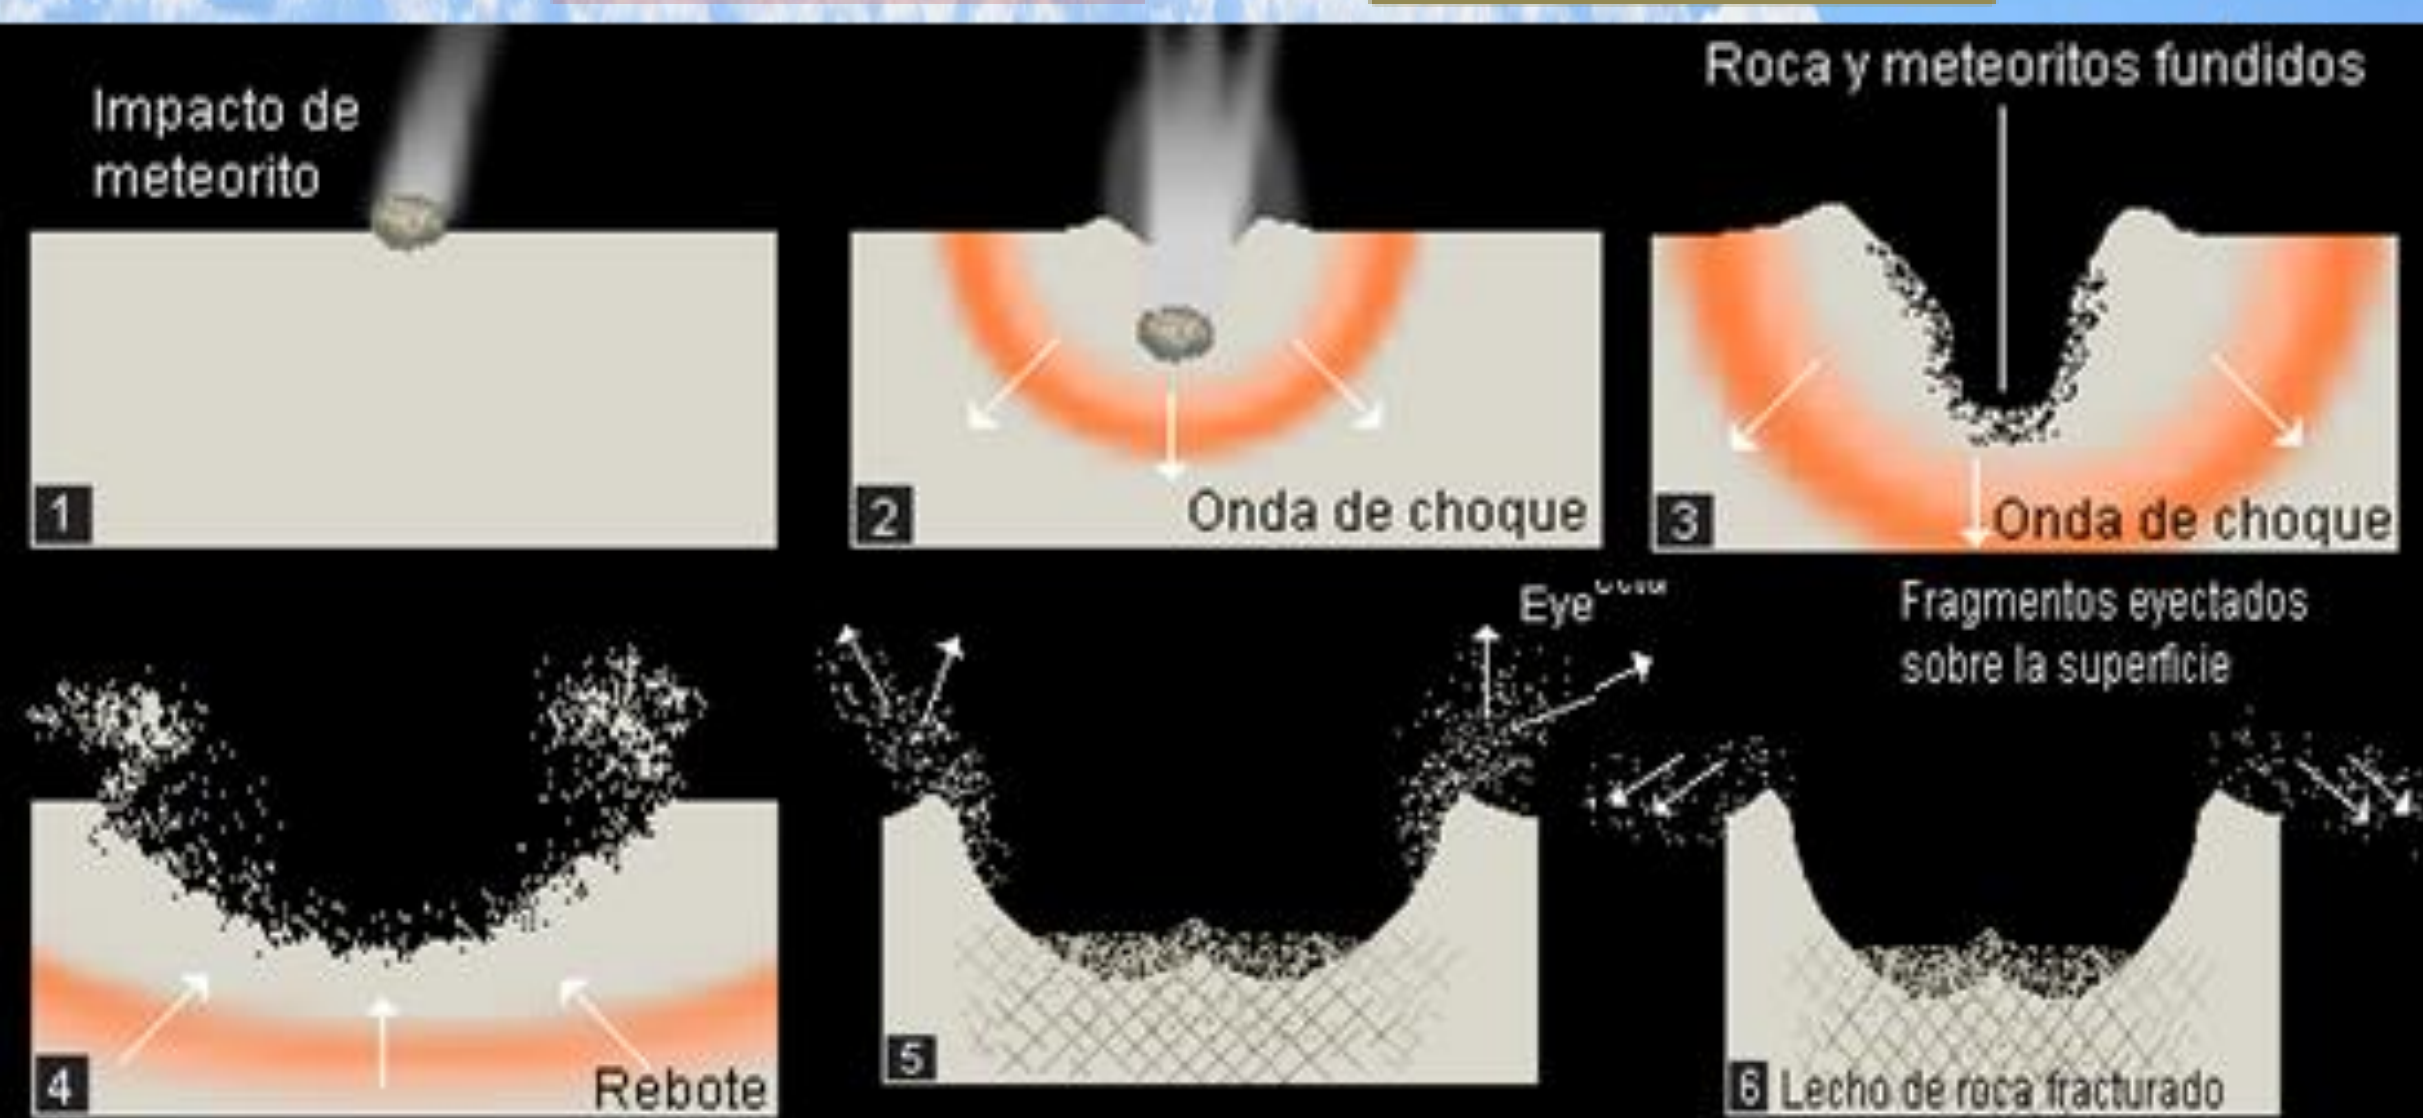 Impacto de
meteorito
1
2
Onda de choque
Roca y meteoritos fundidos
3
Onda de choque
4
Rebote
5
Fragmentos eyectados
sobre la superficie
6
Lecho de roca fracturado